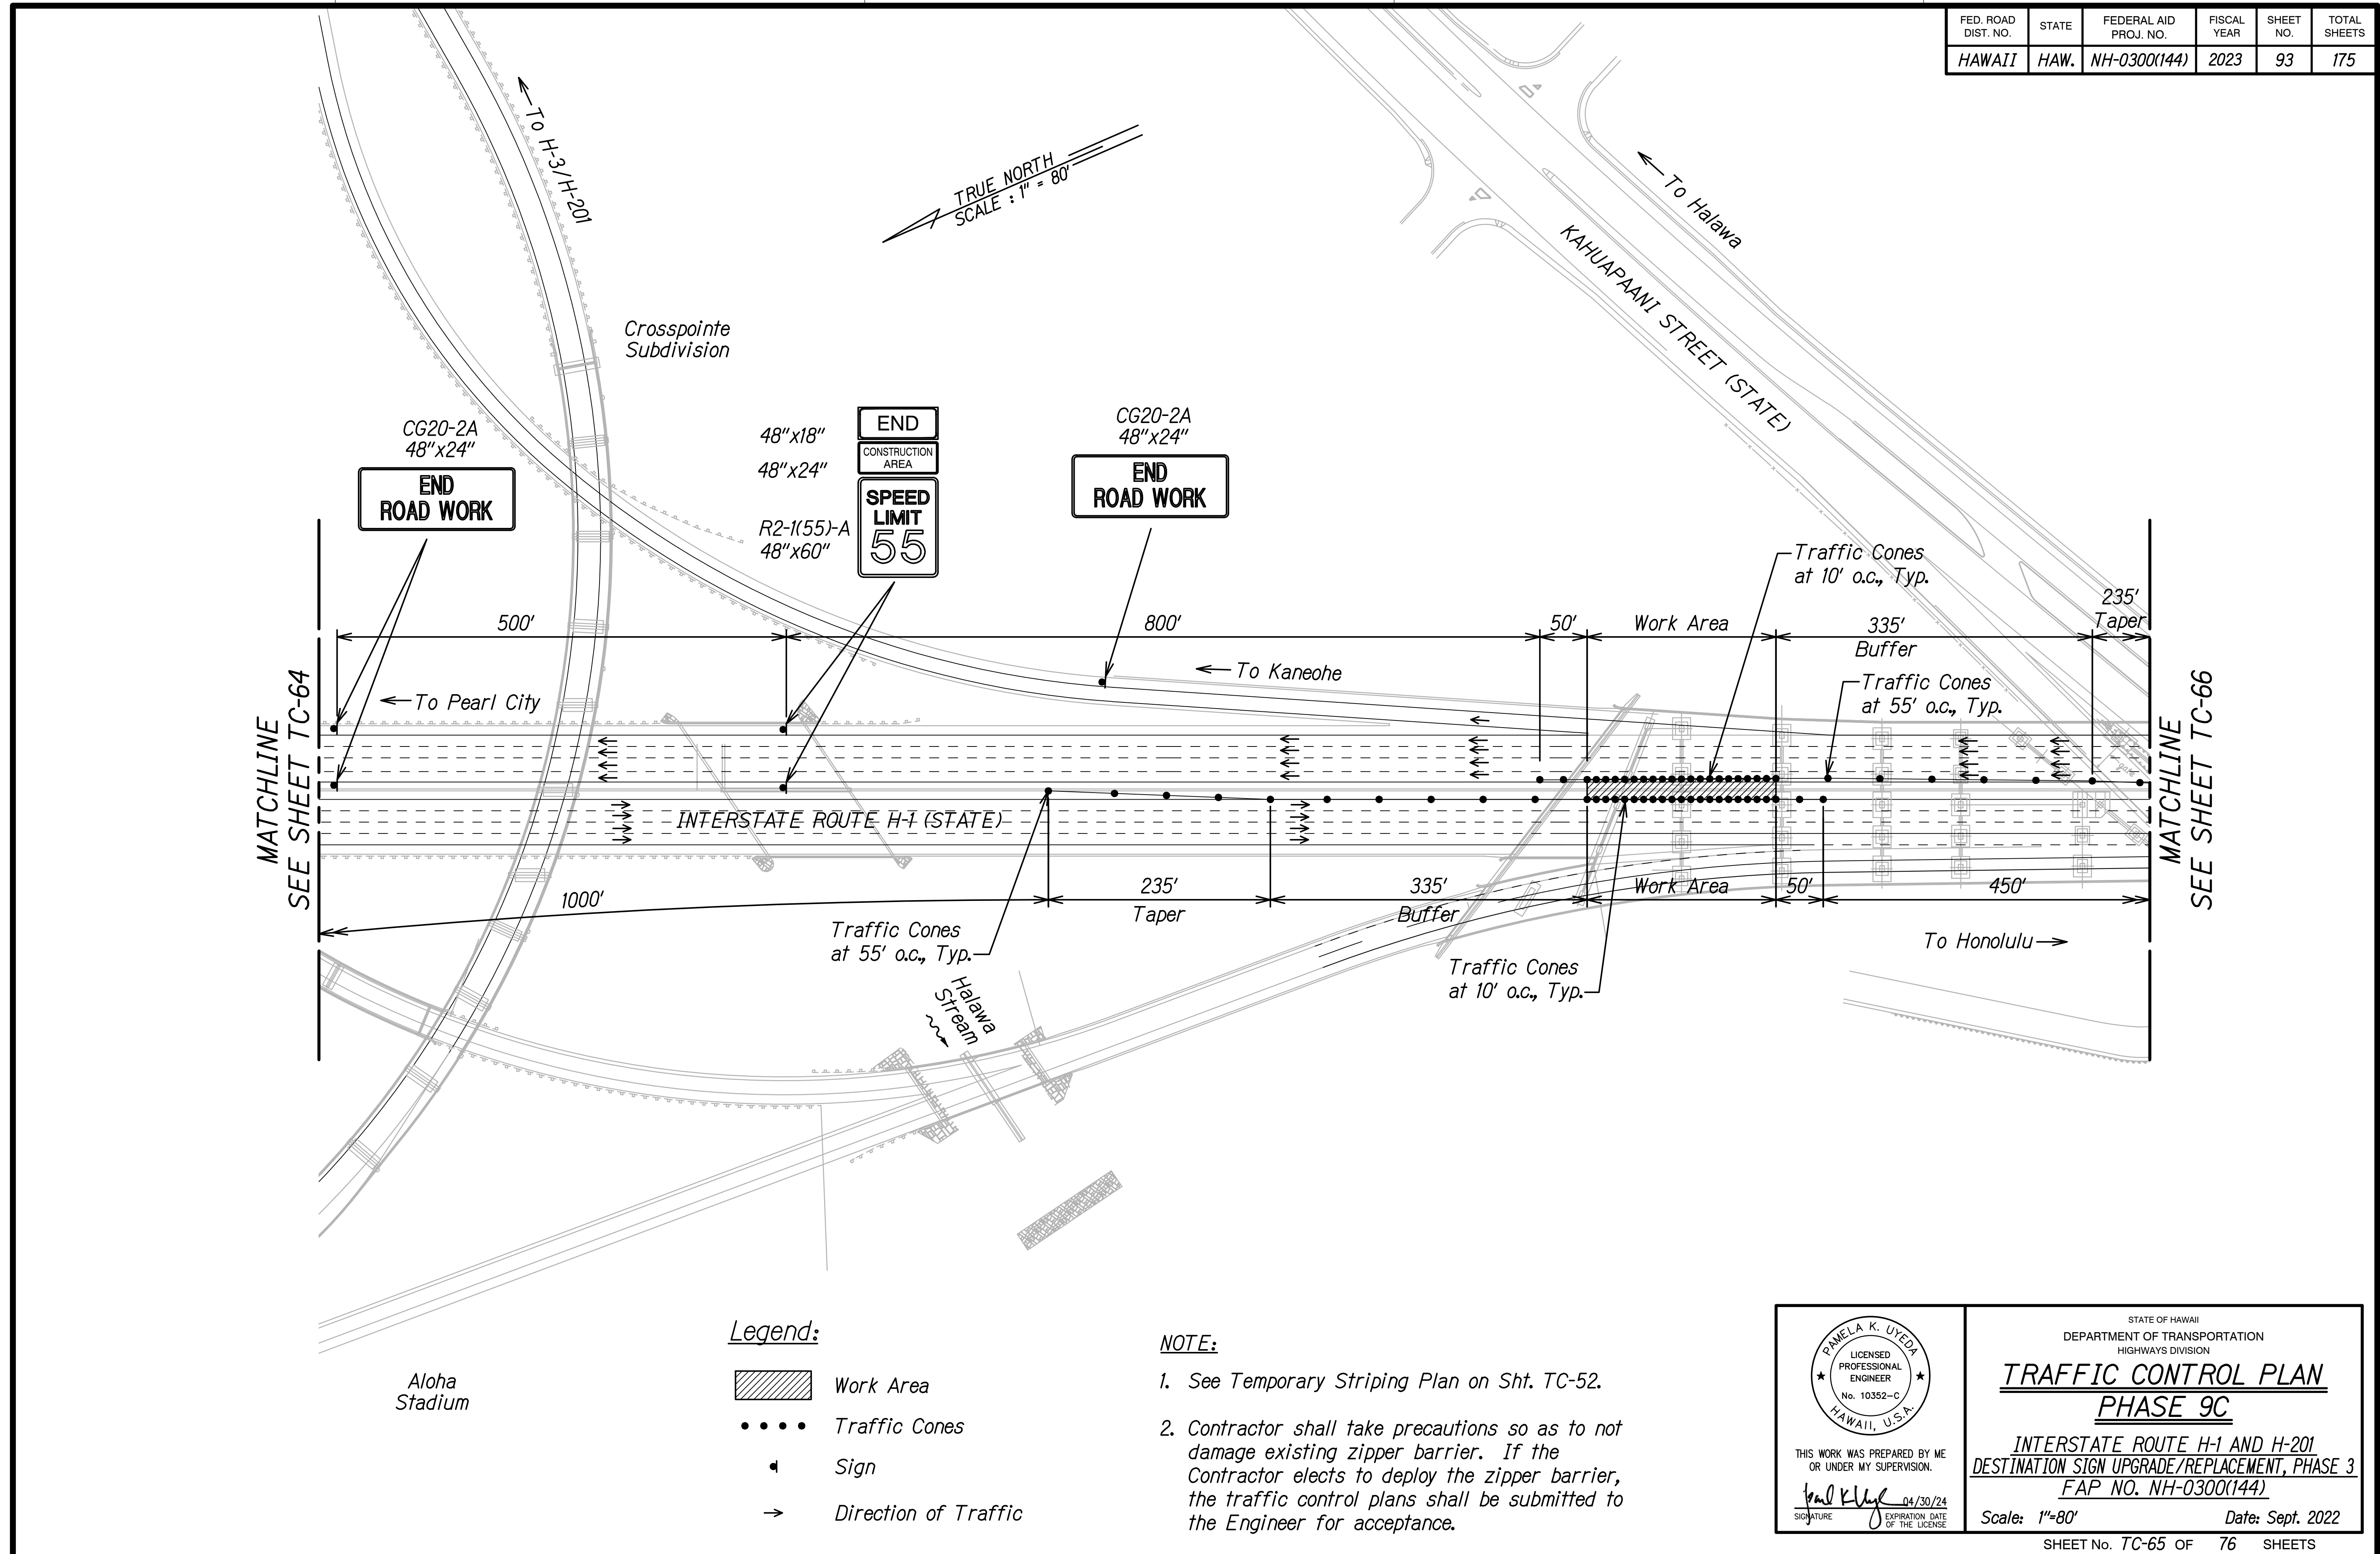 FED. ROAD DIST. NO. STATE FEDERAL AID PROJ. NO. FISCAL YEAR SHEET NO. TOTAL SHEETS
HAWAII HAW. NH-0300(144) 2023 93 175
To H-3/H-201
TRUE NORTH
SCALE : 1" = 80'
To Halawa
KAHUAPAANI STREET (STATE)
Crosspointe
Subdivision
CG20-2A
48"x24"
END
ROAD WORK
48"x18"
END
48"x24"
CONSTRUCTION
AREA
R2-1(55)-A
48"x60"
SPEED
LIMIT
55
CG20-2A
48"x24"
END
ROAD WORK
Traffic Cones
at 10' o.c., Typ.
500'
800'
50'
Work Area
335'
Buffer
235'
Taper
To Kaneohe
To Pearl City
Traffic Cones
at 55' o.c., Typ.
MATCHLINE
SEE SHEET TC-64
MATCHLINE
SEE SHEET TC-66
INTERSTATE ROUTE H-1 (STATE)
1000'
235'
Taper
335'
Buffer
Work Area
50'
450'
Traffic Cones
at 55' o.c., Typ.
Traffic Cones
at 10' o.c., Typ.
To Honolulu
Halawa
Stream
Aloha
Stadium
Legend:
Work Area
Traffic Cones
Sign
Direction of Traffic
NOTE:
1. See Temporary Striping Plan on Sht. TC-52.
2. Contractor shall take precautions so as to not
damage existing zipper barrier. If the
Contractor elects to deploy the zipper barrier,
the traffic control plans shall be submitted to
the Engineer for acceptance.
PAMELA K. UYEDA
LICENSED
PROFESSIONAL
ENGINEER
No. 10352-C
HAWAII, U.S.A.
THIS WORK WAS PREPARED BY ME
OR UNDER MY SUPERVISION.
04/30/24
SIGNATURE
EXPIRATION DATE
OF THE LICENSE
STATE OF HAWAII
DEPARTMENT OF TRANSPORTATION
HIGHWAYS DIVISION
TRAFFIC CONTROL PLAN
PHASE 9C
INTERSTATE ROUTE H-1 AND H-201
DESTINATION SIGN UPGRADE/REPLACEMENT, PHASE 3
FAP NO. NH-0300(144)
Scale: 1"=80' Date: Sept. 2022
SHEET No. TC-65 OF 76 SHEETS